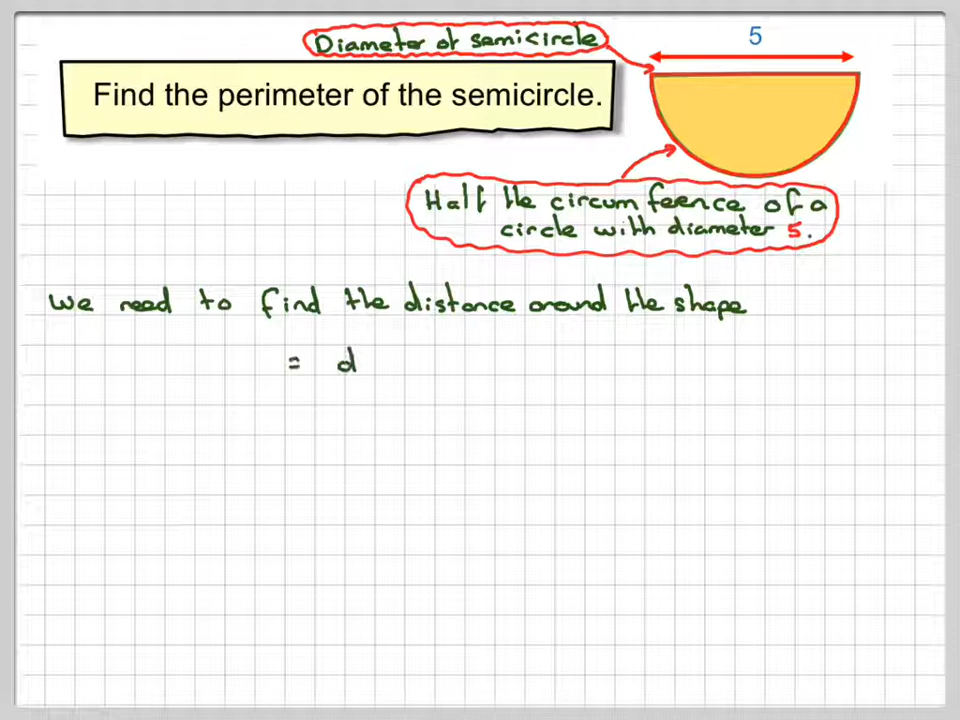 Diameter of semicircle
5
Find the perimeter of the semicircle.
Half the circumference of a
circle with diameter 5.
We need to find the distance around the shape
= d